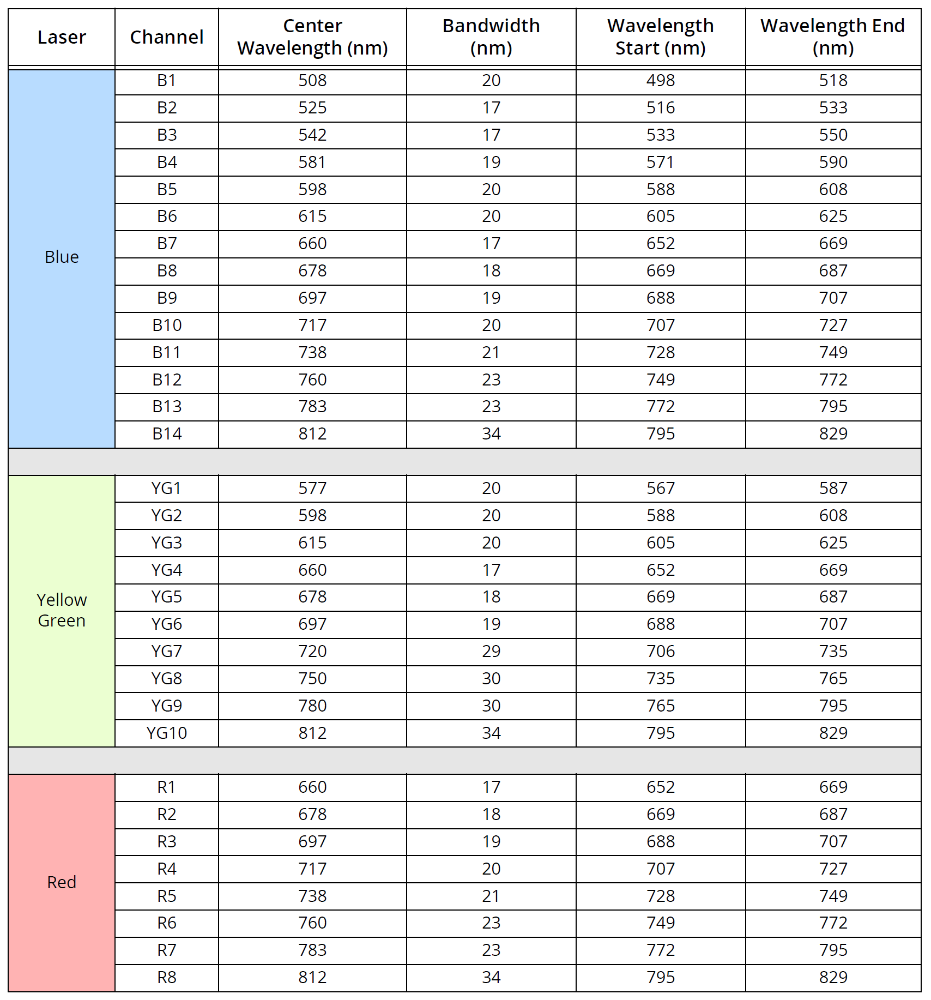 Laser Channel Center Wavelength (nm) Bandwidth (nm) Wavelength Start (nm) Wavelength End (nm)
Blue
B1 508 20 498 518
B2 525 17 516 533
B3 542 17 533 550
B4 581 19 571 590
B5 598 20 588 608
B6 615 20 605 625
B7 660 17 652 669
B8 678 18 669 687
B9 697 19 688 707
B10 717 20 707 727
B11 738 21 728 749
B12 760 23 749 772
B13 783 23 772 795
B14 812 34 795 829
Yellow Green
YG1 577 20 567 587
YG2 598 20 588 608
YG3 615 20 605 625
YG4 660 17 652 669
YG5 678 18 669 687
YG6 697 19 688 707
YG7 720 29 706 735
YG8 750 30 735 765
YG9 780 30 765 795
YG10 812 34 795 829
Red
R1 660 17 652 669
R2 678 18 669 687
R3 697 19 688 707
R4 717 20 707 727
R5 738 21 728 749
R6 760 23 749 772
R7 783 23 772 795
R8 812 34 795 829